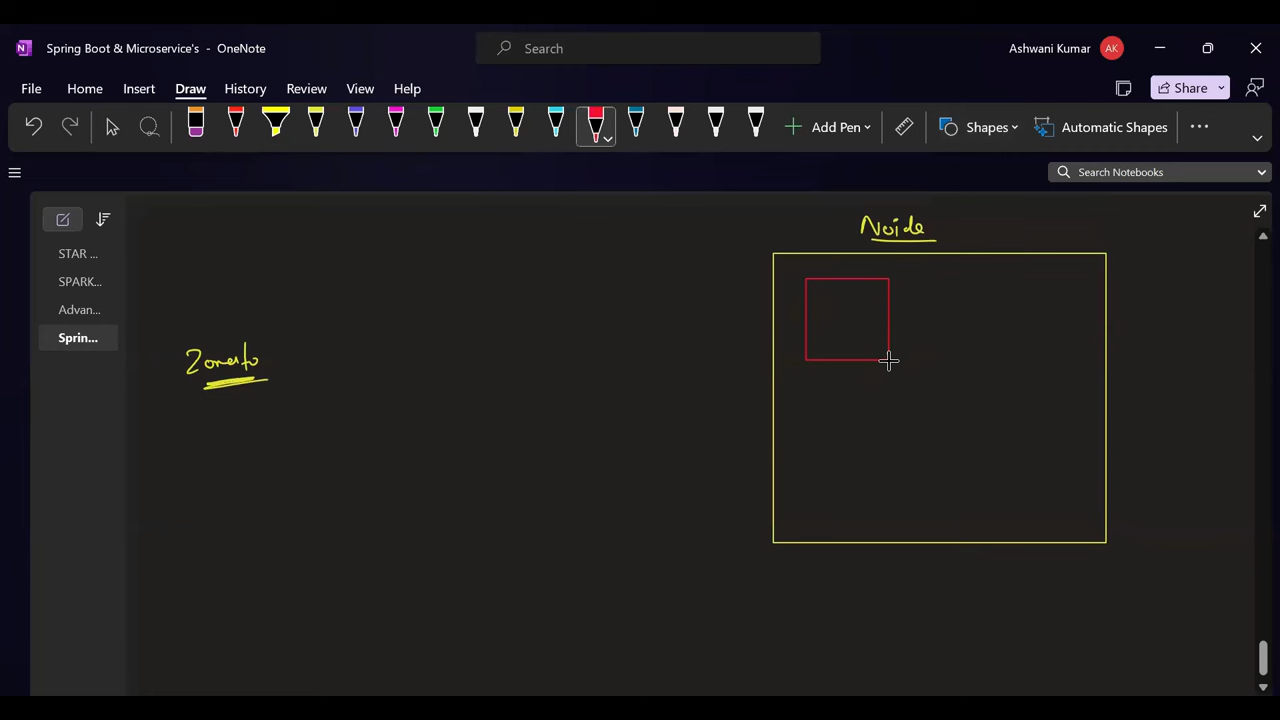 Spring Boot & Microservice's - OneNote
Search
Ashwani Kumar
AK
File
Home
Insert
Draw
History
Review
View
Help
Share
Add Pen
Shapes
Automatic Shapes
Search Notebooks
STAR ...
SPARK...
Advan...
Sprin...
Noida
Zomato